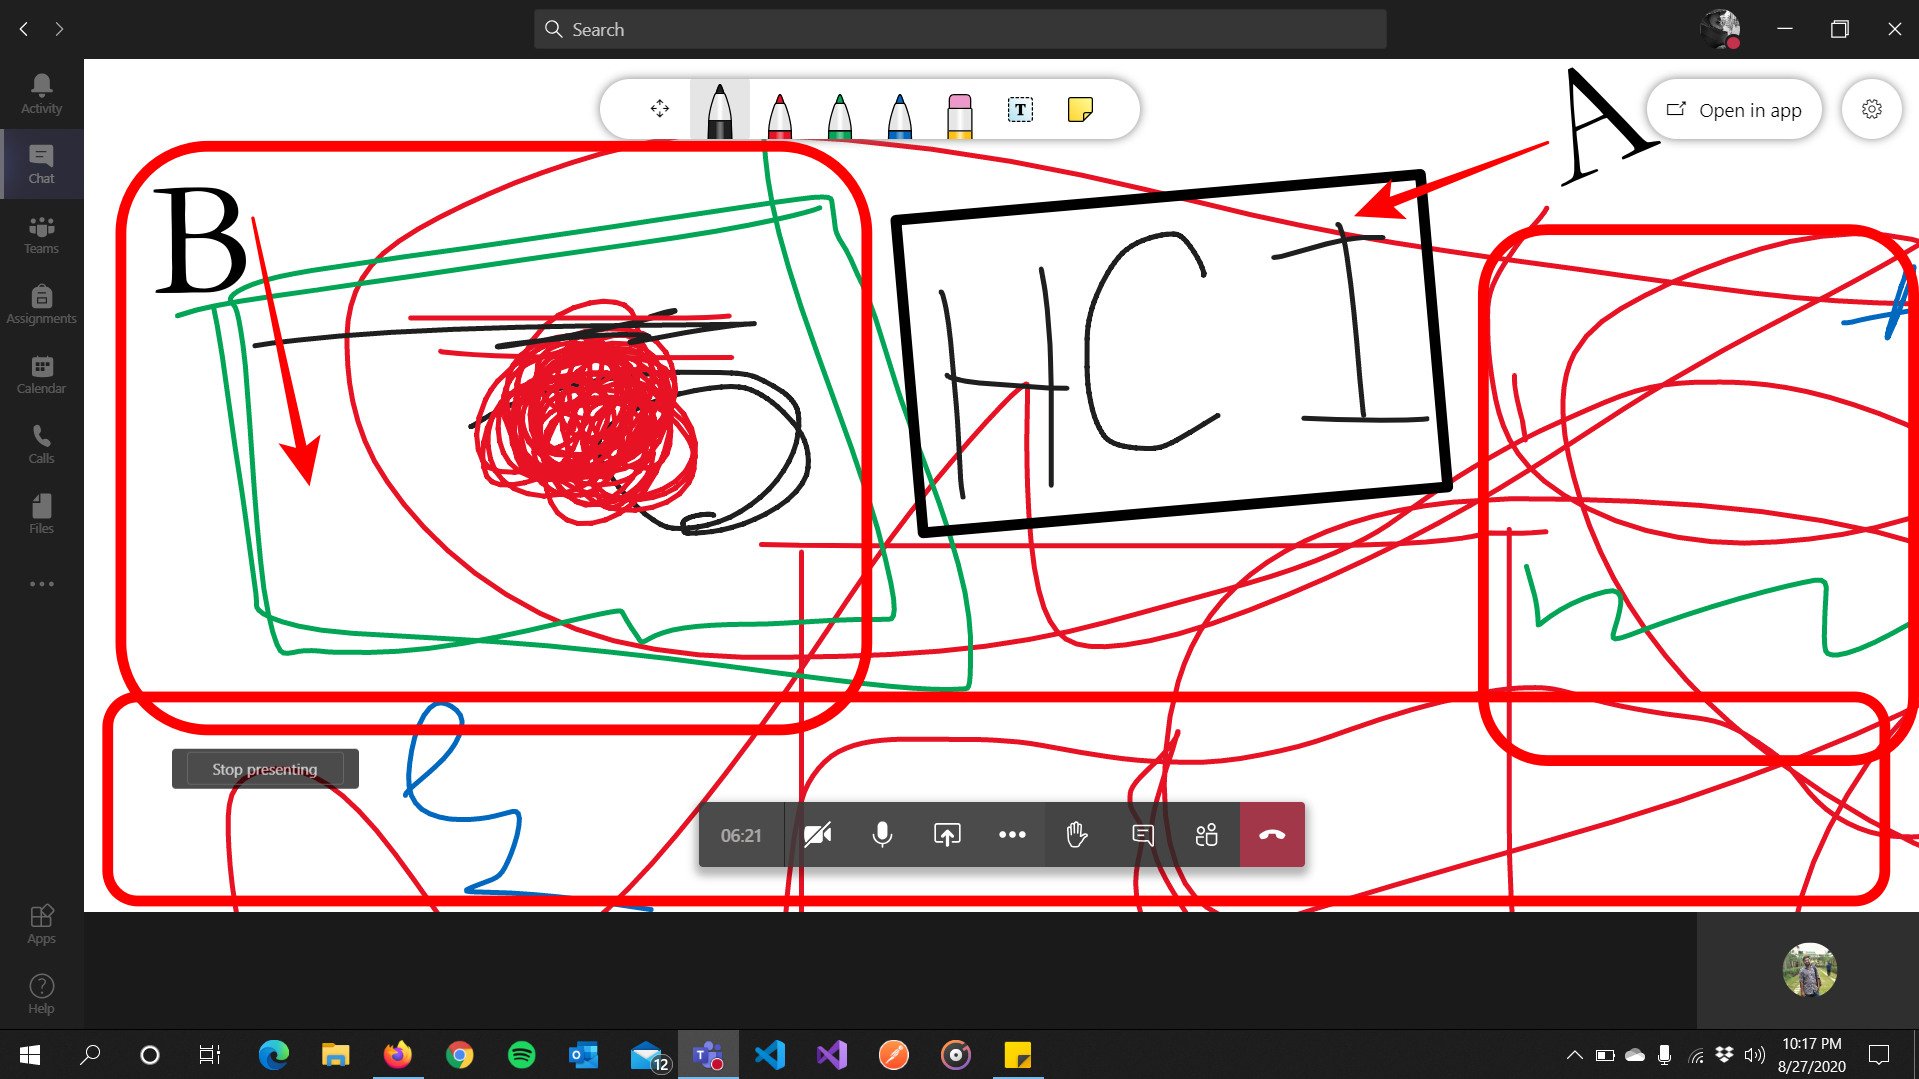 Search
Activity
Chat
Teams
Assignments
Calendar
Calls
Files
Apps
Help
T
Open in app
A
B
HCI
Stop presenting
06:21
12
T
10:17 PM
8/27/2020